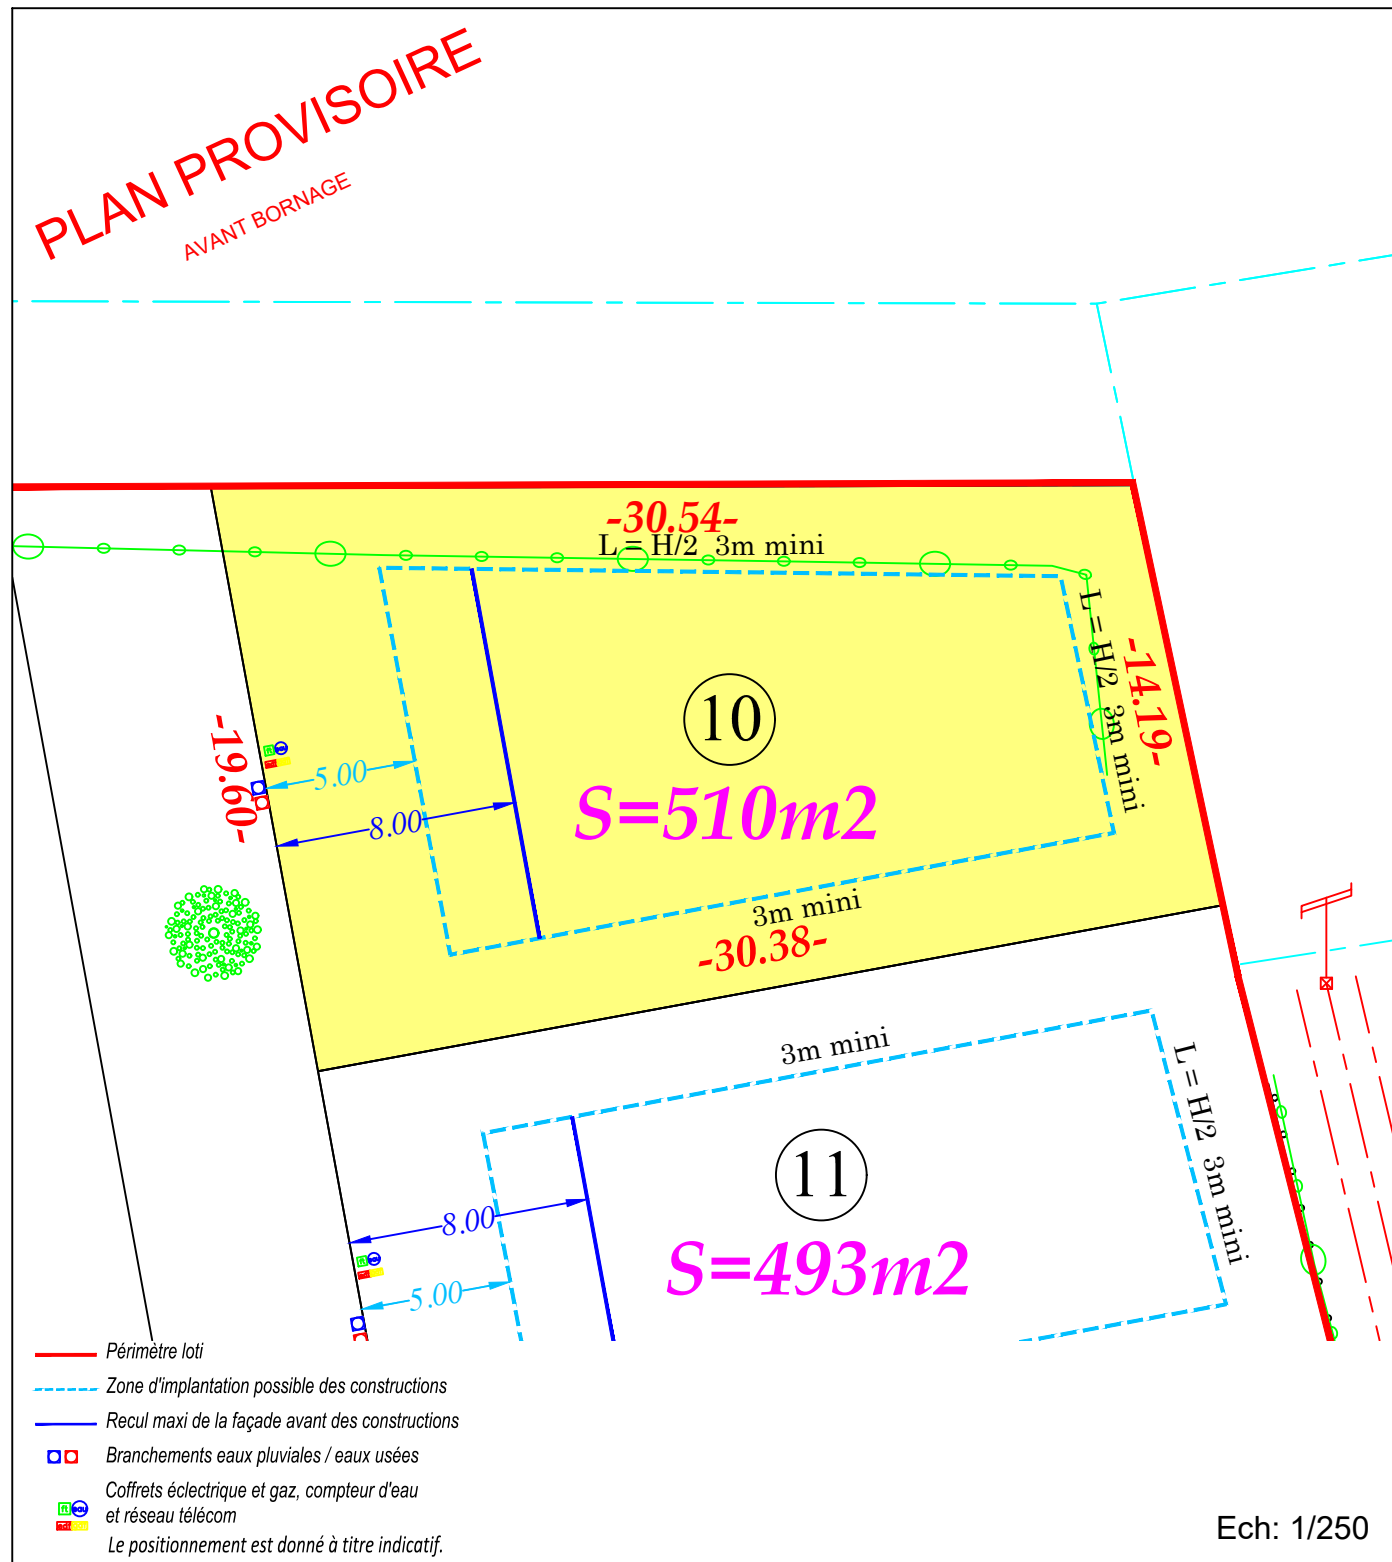 PLAN PROVISOIRE
AVANT BORNAGE
-30.54-
L = H/2 3m mini
L = H/2 3m mini
-14.19-
-19.60-
5.00
8.00
10
S=510m2
3m mini
-30.38-
3m mini
L = H/2 3m mini
11
S=493m2
8.00
5.00
Périmètre loti
Zone d'implantation possible des constructions
Recul maxi de la façade avant des constructions
Branchements eaux pluviales / eaux usées
Coffrets éclectrique et gaz, compteur d'eau
et réseau télécom
Le positionnement est donné à titre indicatif.
Ech: 1/250